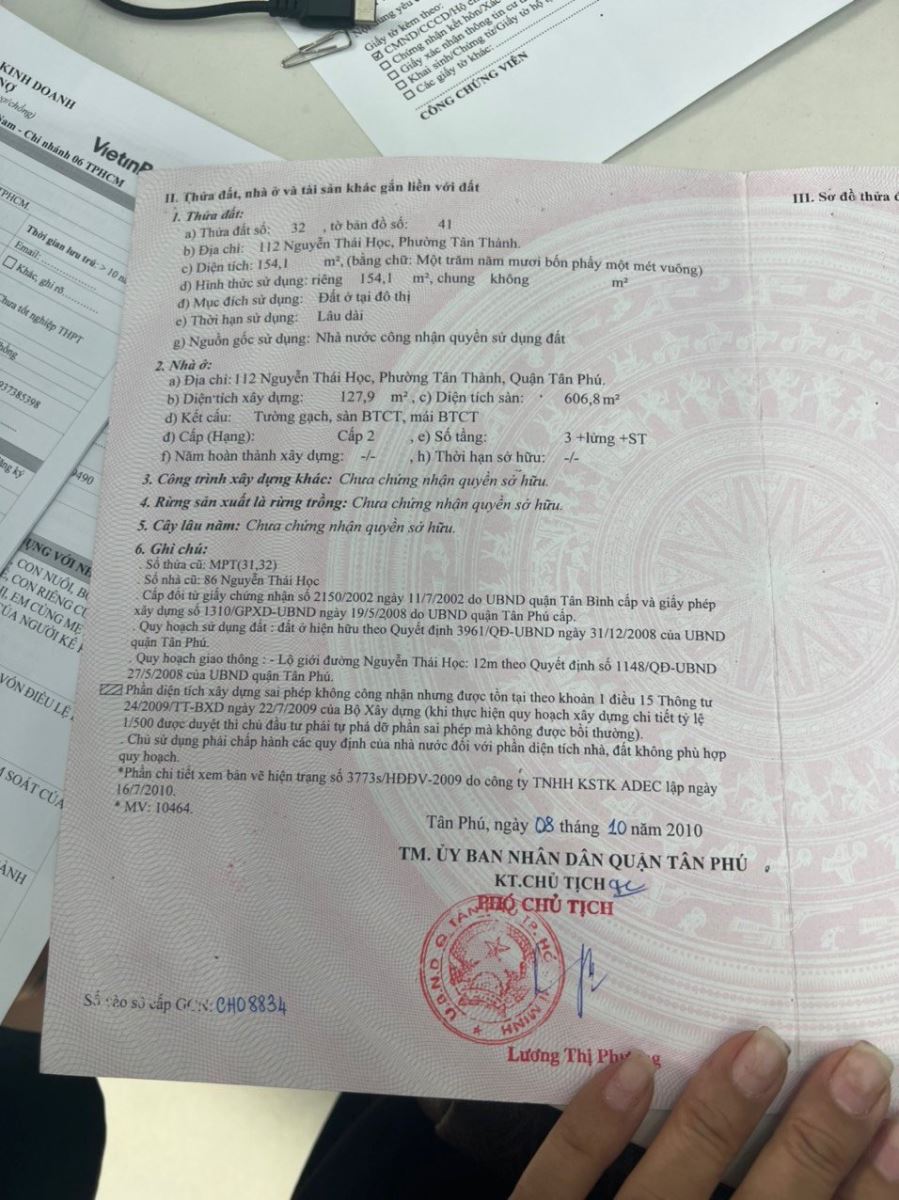 Giấy tờ kèm theo:
☑ CMND/CCCD/Hộ
☐ Chứng nhận kết hôn/Xác
☐ Giấy xác nhận thông tin cư
☐ Khai sinh/Chứng từ/Giấy tờ hộ
☐ Các giấy tờ khác:
CÔNG CHỨNG VIÊN
KINH DOANH
NỢ
Nam - Chi nhánh 06 TPHCM
VietinB
TPHCM.
Thời gian lưu trú: > 10
Email:
☐ Khác, ghi rõ
Chưa tốt nghiệp THPT
937385398
9490
CON NUÔI, B
CON RIÊNG C
EM CÙNG MẸ
CỦA NGƯỜI KÊ
VỐN ĐIỀU LỆ
SOÁT CỦA
II. Thửa đất, nhà ở và tài sản khác gắn liền với đất
1. Thửa đất:
a) Thửa đất số: 32 , tờ bản đồ số: 41
b) Địa chỉ: 112 Nguyễn Thái Học, Phường Tân Thành.
c) Diện tích: 154,1 m², (bằng chữ: Một trăm năm mươi bốn phẩy một mét vuông)
d) Hình thức sử dụng: riêng 154,1 m², chung không m²
đ) Mục đích sử dụng: Đất ở tại đô thị
e) Thời hạn sử dụng: Lâu dài
g) Nguồn gốc sử dụng: Nhà nước công nhận quyền sử dụng đất
2. Nhà ở:
a) Địa chỉ: 112 Nguyễn Thái Học, Phường Tân Thành, Quận Tân Phú.
b) Diện tích xây dựng: 127,9 m² , c) Diện tích sàn: 606,8 m²
d) Kết cấu: Tường gạch, sàn BTCT, mái BTCT
đ) Cấp (Hạng): Cấp 2 , e) Số tầng: 3 +lửng +ST
f) Năm hoàn thành xây dựng: -/- , h) Thời hạn sở hữu: -/-
3. Công trình xây dựng khác: Chưa chứng nhận quyền sở hữu.
4. Rừng sản xuất là rừng trồng: Chưa chứng nhận quyền sở hữu.
5. Cây lâu năm: Chưa chứng nhận quyền sở hữu.
6. Ghi chú:
. Số thửa cũ: MPT(31,32)
. Số nhà cũ: 86 Nguyễn Thái Học
. Cấp đổi từ giấy chứng nhận số 2150/2002 ngày 11/7/2002 do UBND quận Tân Bình cấp và giấy phép
xây dựng số 1310/GPXD-UBND ngày 19/5/2008 do UBND quận Tân Phú cấp.
. Quy hoạch sử dụng đất : đất ở hiện hữu theo Quyết định 3961/QĐ-UBND ngày 31/12/2008 của UBND
quận Tân Phú.
. Quy hoạch giao thông : - Lộ giới đường Nguyễn Thái Học: 12m theo Quyết định số 1148/QĐ-UBND
27/5/2008 của UBND quận Tân Phú.
Phần diện tích xây dựng sai phép không công nhận nhưng được tồn tại theo khoản 1 điều 15 Thông tư
24/2009/TT-BXD ngày 22/7/2009 của Bộ Xây dựng (khi thực hiện quy hoạch xây dựng chi tiết tỷ lệ
1/500 được duyệt thì chủ đầu tư phải tự phá dỡ phần sai phép mà không được bồi thường).
. Chủ sử dụng phải chấp hành các quy định của nhà nước đối với phần diện tích nhà, đất không phù hợp
quy hoạch.
*Phần chi tiết xem bản vẽ hiện trạng số 3773s/HĐĐV-2009 do công ty TNHH KSTK ADEC lập ngày
16/7/2010.
* MV: 10464.
Tân Phú, ngày 08 tháng 10 năm 2010
TM. ỦY BAN NHÂN DÂN QUẬN TÂN PHÚ
KT.CHỦ TỊCH
PHÓ CHỦ TỊCH
Lương Thị Phượng
Số vào sổ cấp GCN: CH08834
III. Sơ đồ thửa